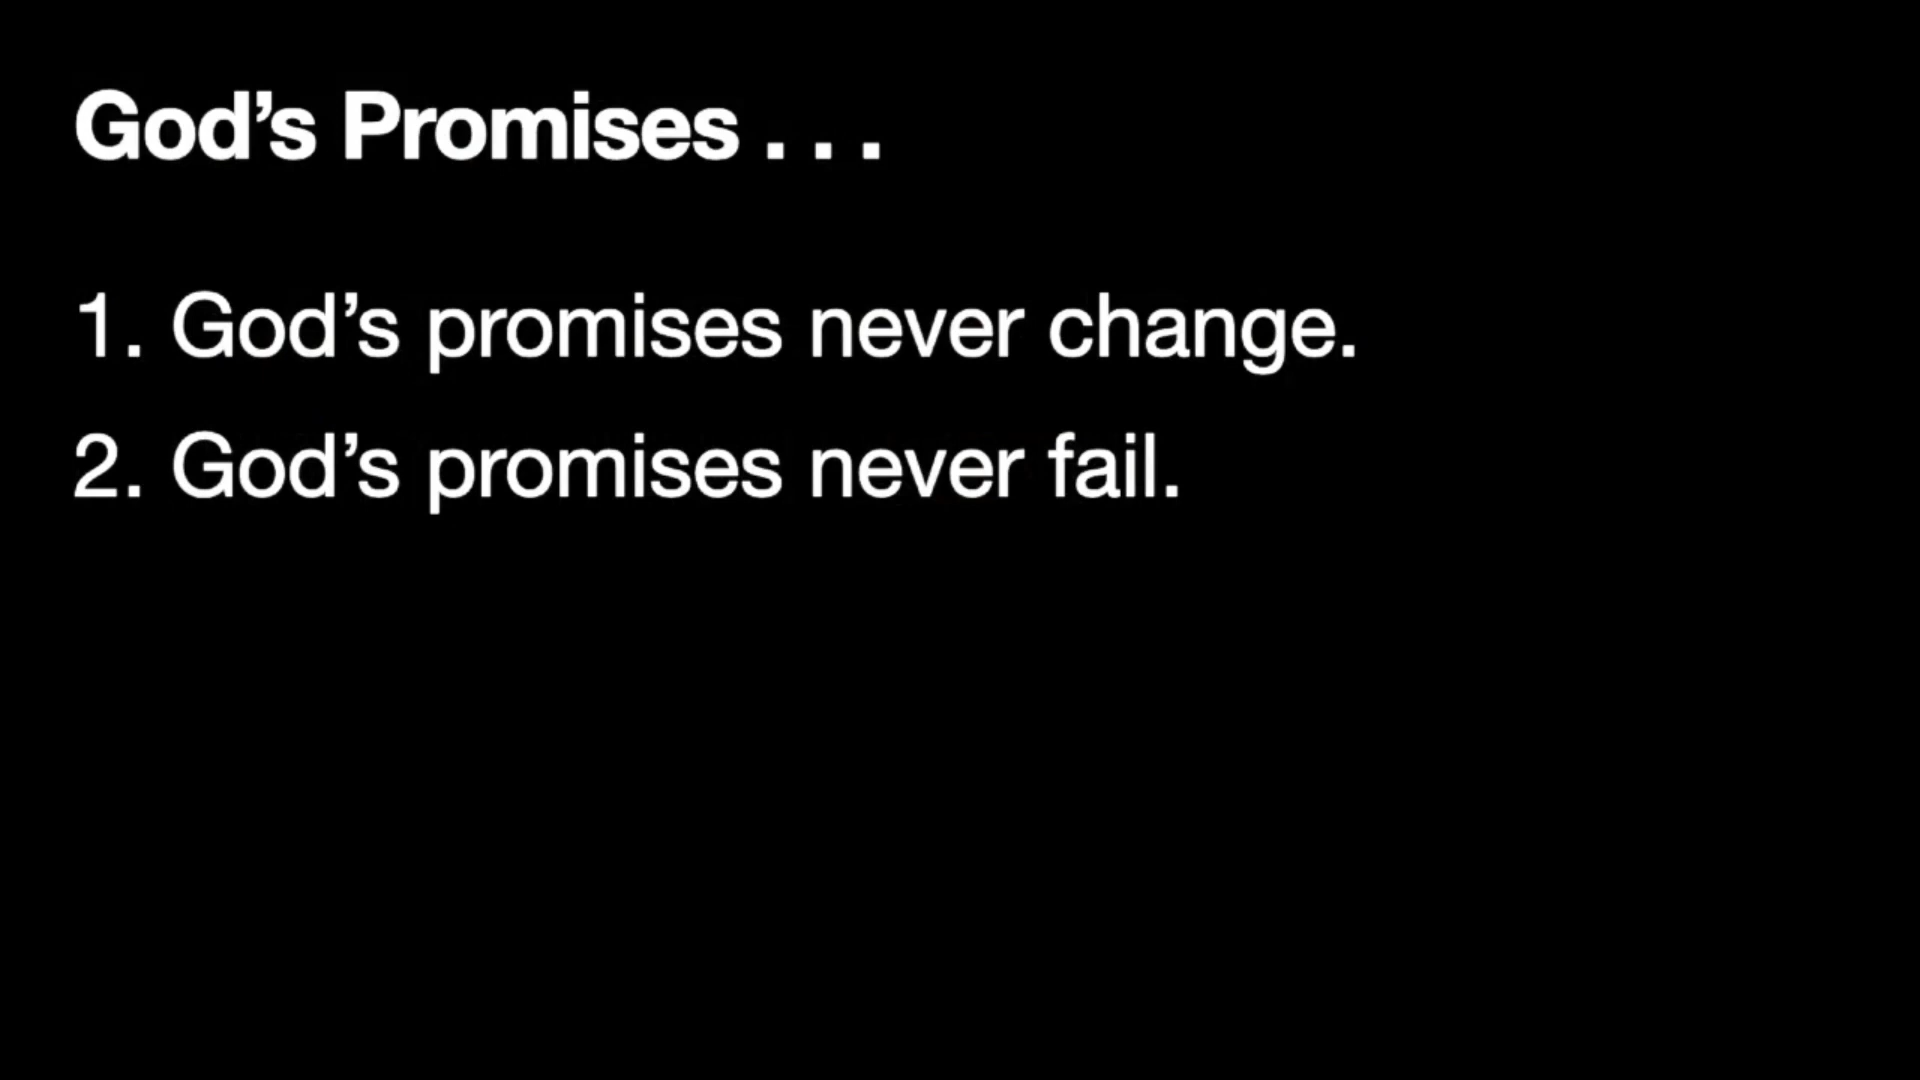 God’s Promises . . .
1. God’s promises never change.
2. God’s promises never fail.